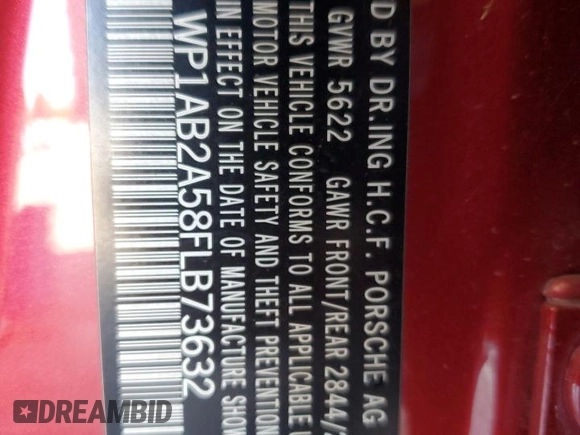 D BY DR.ING H.C.F. PORSCHE AG
GVWR 5622 GAWR FRONT/REAR 2844/
THIS VEHICLE CONFORMS TO ALL APPLICABLE
MOTOR VEHICLE SAFETY AND THEFT PREVENTION
IN EFFECT ON THE DATE OF MANUFACTURE SHOW
WP1AB2A58FLB73632
DREAMBID